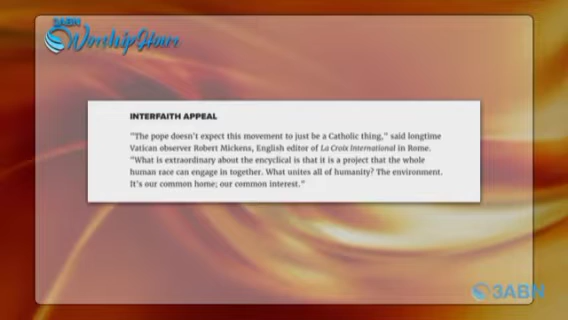 3ABN
Worship Hour
INTERFAITH APPEAL
"The pope doesn't expect this movement to just be a Catholic thing," said longtime
Vatican observer Robert Mickens, English editor of La Croix International in Rome.
"What is extraordinary about the encyclical is that it is a project that the whole
human race can engage in together. What unites all of humanity? The environment.
It's our common home; our common interest."
3ABN